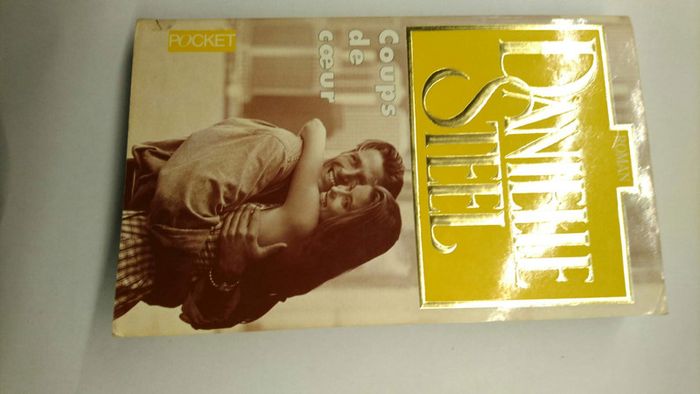 ROMAN
DANIELLE
STEEL
Coups
de
cœur
POCKET